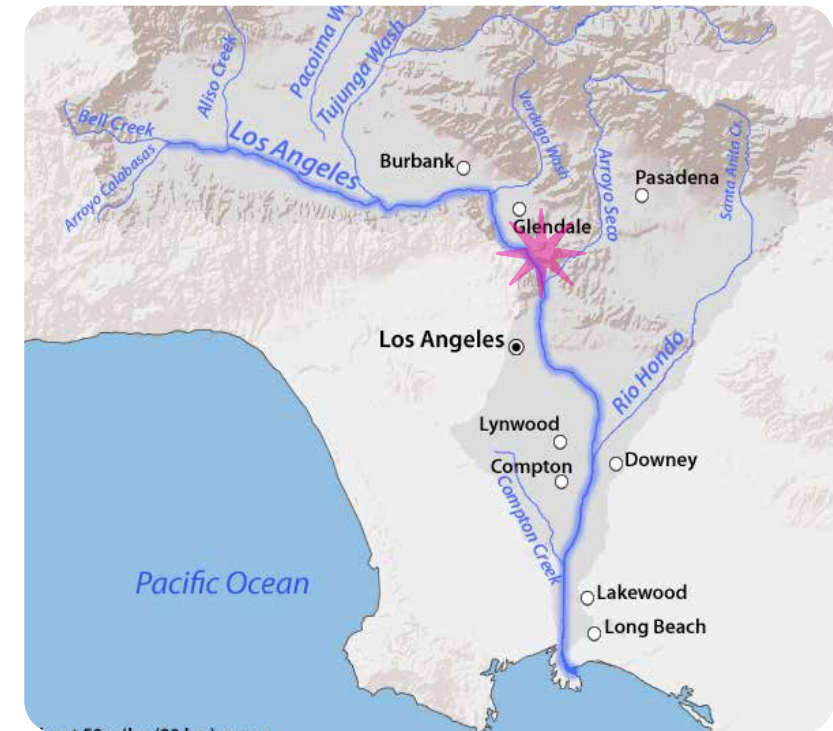 Pacoima W
Tujunga Wash
Aliso Creek
Bell Creek
Arroyo Calabasas
Los Angeles
Burbank
Verdugo Wash
Glendale
Arroyo Seco
Pasadena
Santa Anita Cr.
Los Angeles
Rio Hondo
Lynwood
Compton
Downey
Compton Creek
Pacific Ocean
Lakewood
Long Beach